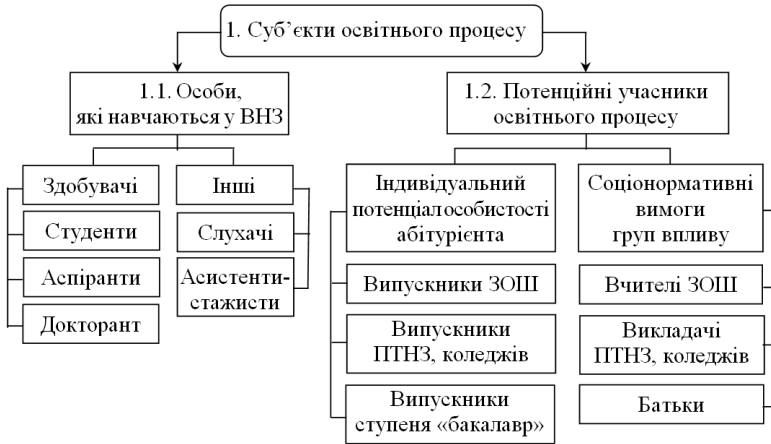 1. Суб’єкти освітнього процесу
1.1. Особи,
які навчаються у ВНЗ
1.2. Потенційні учасники
освітнього процесу
Здобувачі
Студенти
Аспіранти
Докторант
Інші
Слухачі
Асистенти-
стажисти
Індивідуальний
потенціал особистості
абітурієнта
Випускники ЗОШ
Випускники
ПТНЗ, коледжів
Випускники
ступеня «бакалавр»
Соціонормативні
вимоги
груп впливу
Вчителі ЗОШ
Викладачі
ПТНЗ, коледжів
Батьки